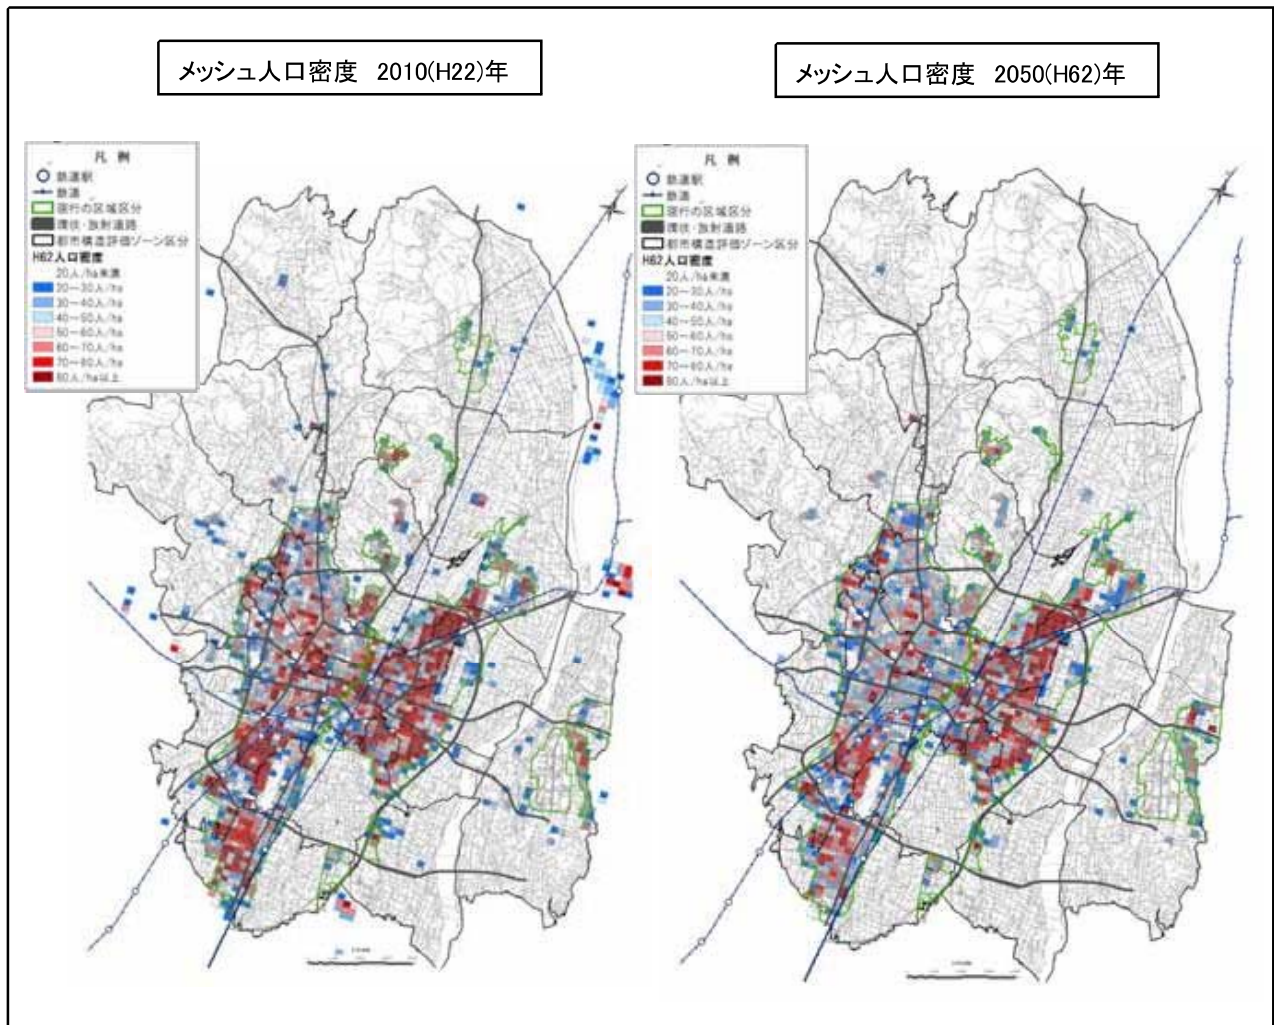 メッシュ人口密度 2010(H22)年
メッシュ人口密度 2050(H62)年
凡 例
鉄道駅
鉄道
現行の区域区分
環状・放射道路
都市構造評価ゾーン区分
H62人口密度
20人/ha未満
20～30人/ha
30～40人/ha
40～50人/ha
50～60人/ha
60～70人/ha
70～80人/ha
80人/ha以上
凡 例
鉄道駅
鉄道
現行の区域区分
環状・放射道路
都市構造評価ゾーン区分
H62人口密度
20人/ha未満
20～30人/ha
30～40人/ha
40～50人/ha
50～60人/ha
60～70人/ha
70～80人/ha
80人/ha以上